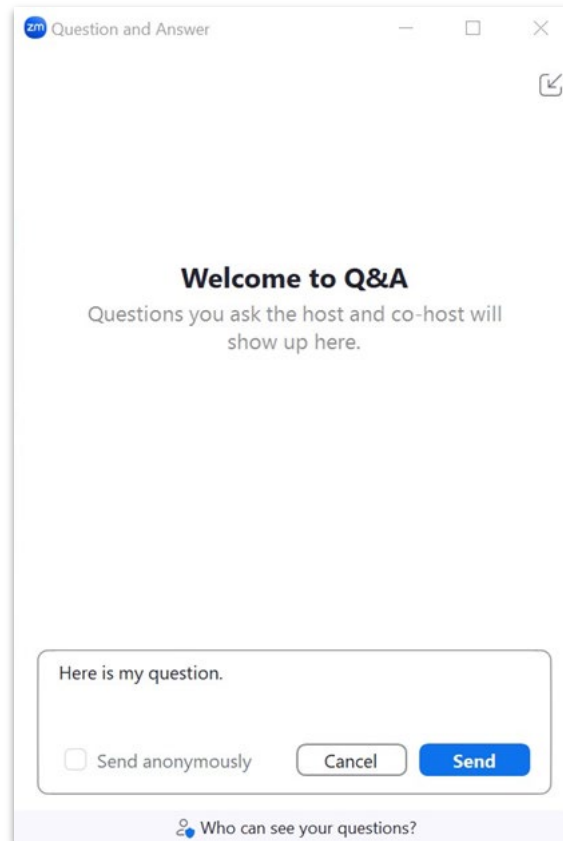 zm Question and Answer
Welcome to Q&A
Questions you ask the host and co-host will
show up here.
Here is my question.
Send anonymously
Cancel
Send
Who can see your questions?